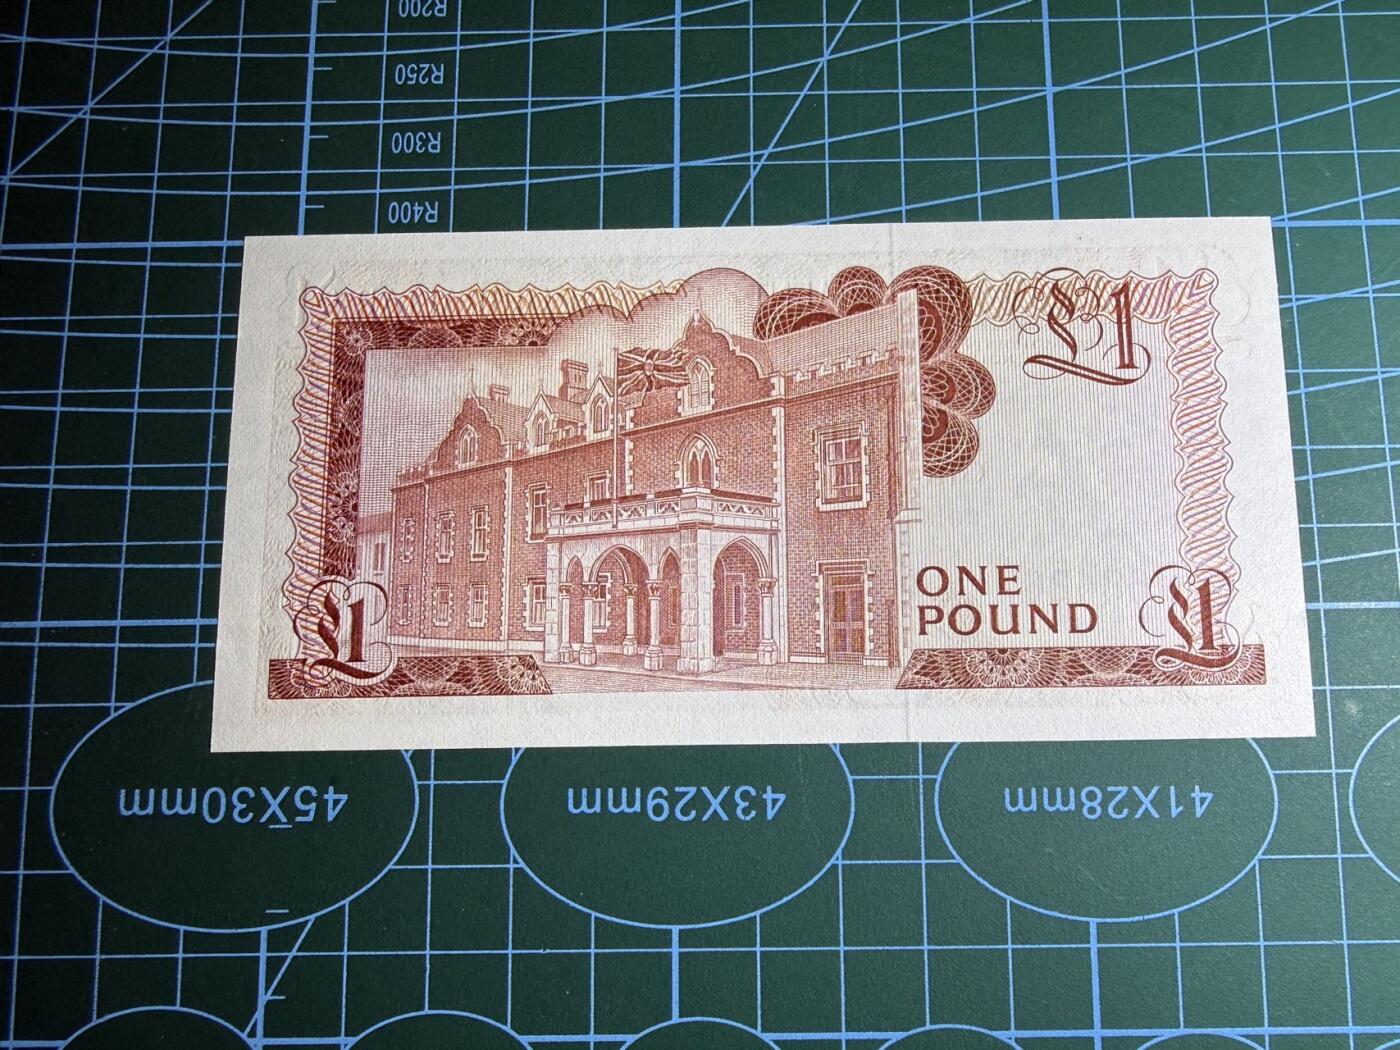 R200
R250
R300
R400
£1
ONE
POUND
£1
£1
45X30mm
43X29mm
41X28mm